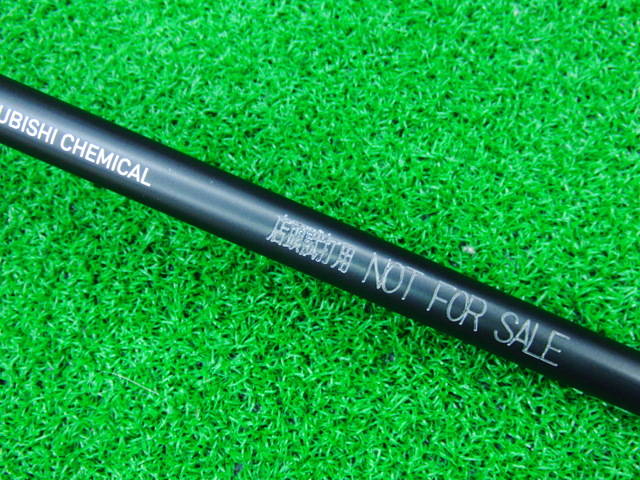 UBISHI CHEMICAL
店頭試打用 NOT FOR SALE